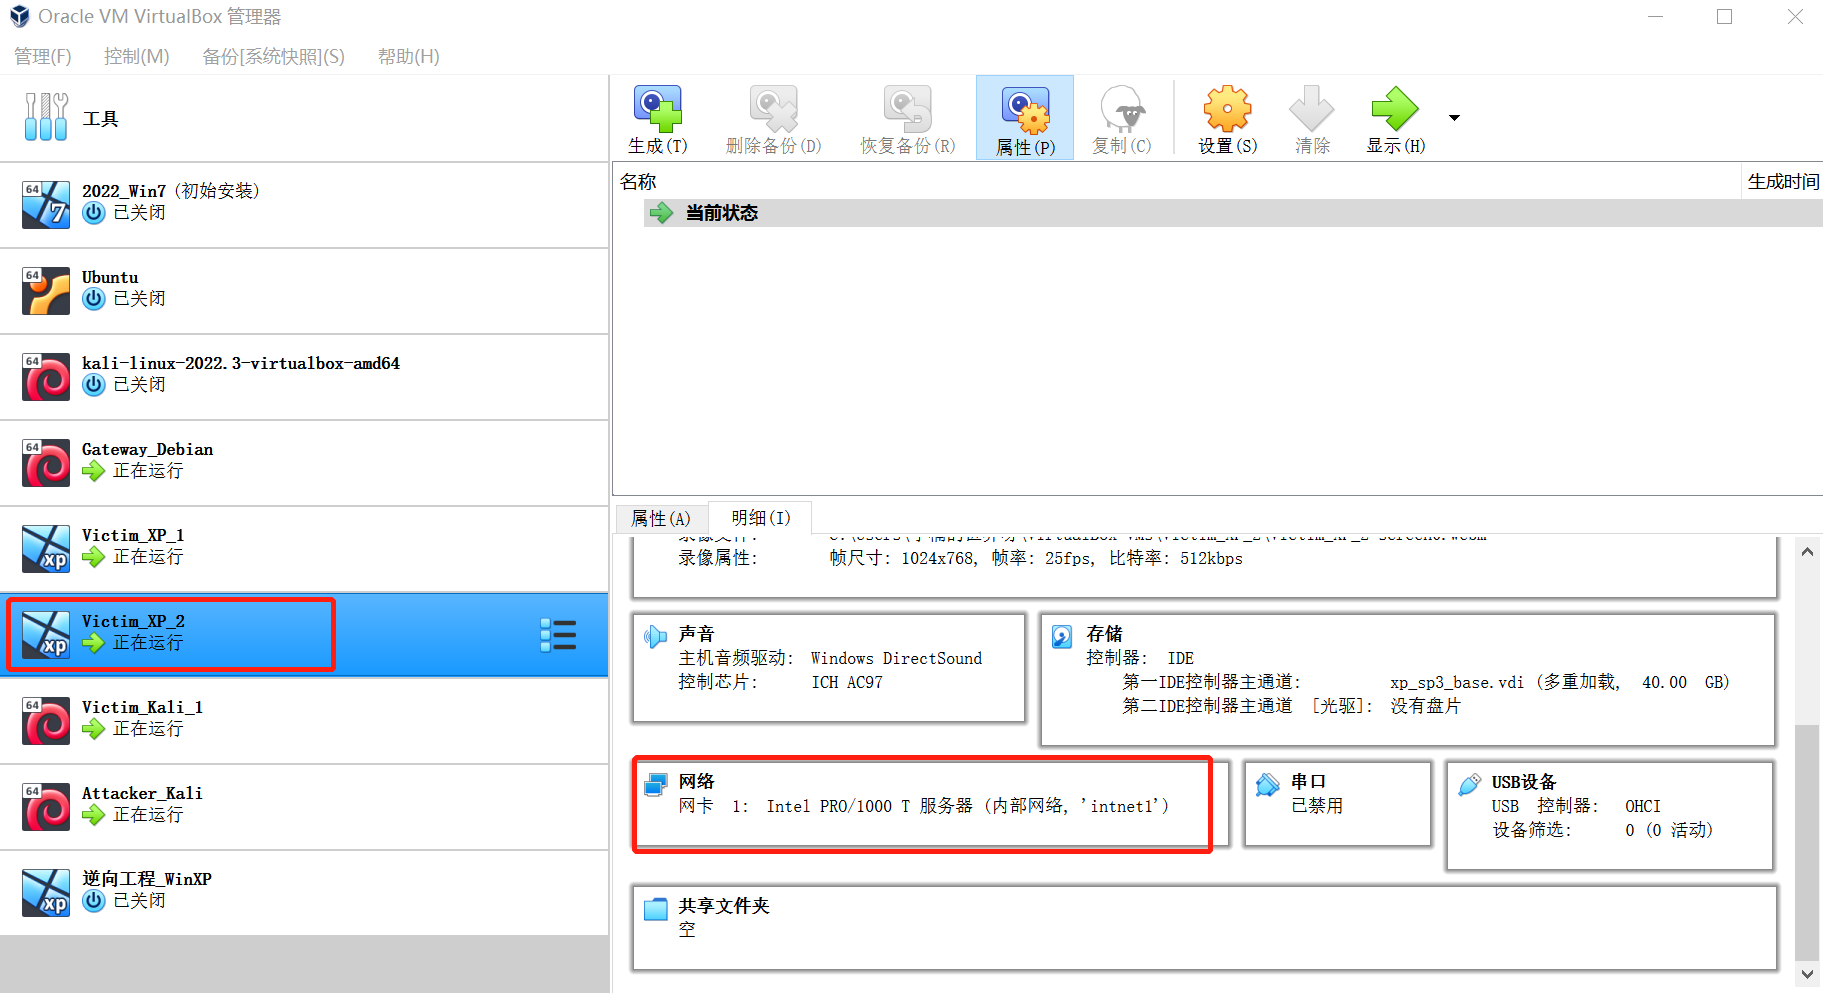 Oracle VM VirtualBox 管理器
管理(F) 控制(M) 备份[系统快照](S) 帮助(H)
工具
64
2022_Win7 (初始安装)
已关闭
64
Ubuntu
已关闭
64
kali-linux-2022.3-virtualbox-amd64
已关闭
64
Gateway_Debian
正在运行
xp
Victim_XP_1
正在运行
xp
Victim_XP_2
正在运行
64
Victim_Kali_1
正在运行
64
Attacker_Kali
正在运行
xp
逆向工程_WinXP
已关闭
生成(T) 删除备份(D) 恢复备份(R) 属性(P) 复制(C) 设置(S) 清除 显示(H)
名称 生成时间
当前状态
属性(A) 明细(I)
录像属性: 帧尺寸: 1024x768, 帧率: 25fps, 比特率: 512kbps
声音
主机音频驱动: Windows DirectSound
控制芯片: ICH AC97
存储
控制器: IDE
第一IDE控制器主通道: xp_sp3_base.vdi (多重加载, 40.00 GB)
第二IDE控制器主通道 [光驱]: 没有盘片
网络
网卡 1: Intel PRO/1000 T 服务器 (内部网络, 'intnet1')
串口
已禁用
USB设备
USB 控制器: OHCI
设备筛选: 0 (0 活动)
共享文件夹
空